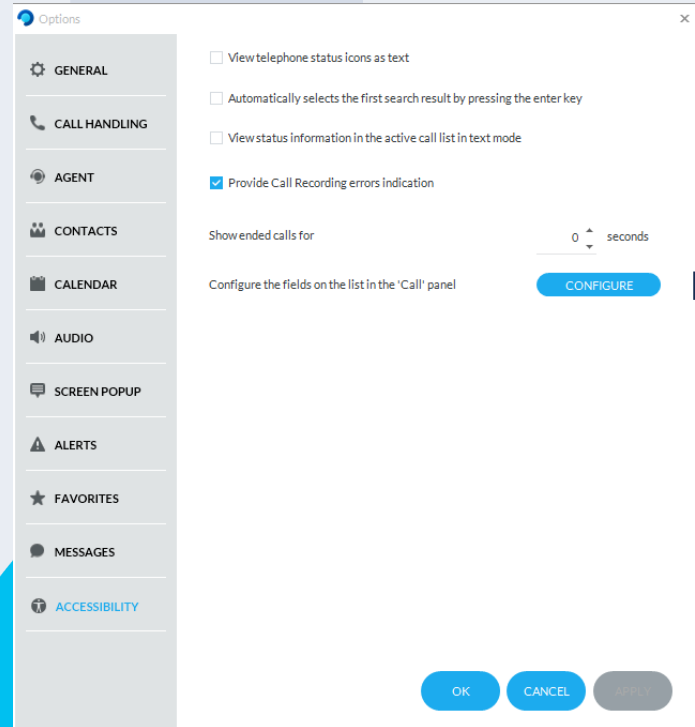 Options
GENERAL
CALL HANDLING
AGENT
CONTACTS
CALENDAR
AUDIO
SCREEN POPUP
ALERTS
FAVORITES
MESSAGES
ACCESSIBILITY
View telephone status icons as text
Automatically selects the first search result by pressing the enter key
View status information in the active call list in text mode
Provide Call Recording errors indication
Show ended calls for 0 seconds
Configure the fields on the list in the 'Call' panel CONFIGURE
OK CANCEL APPLY